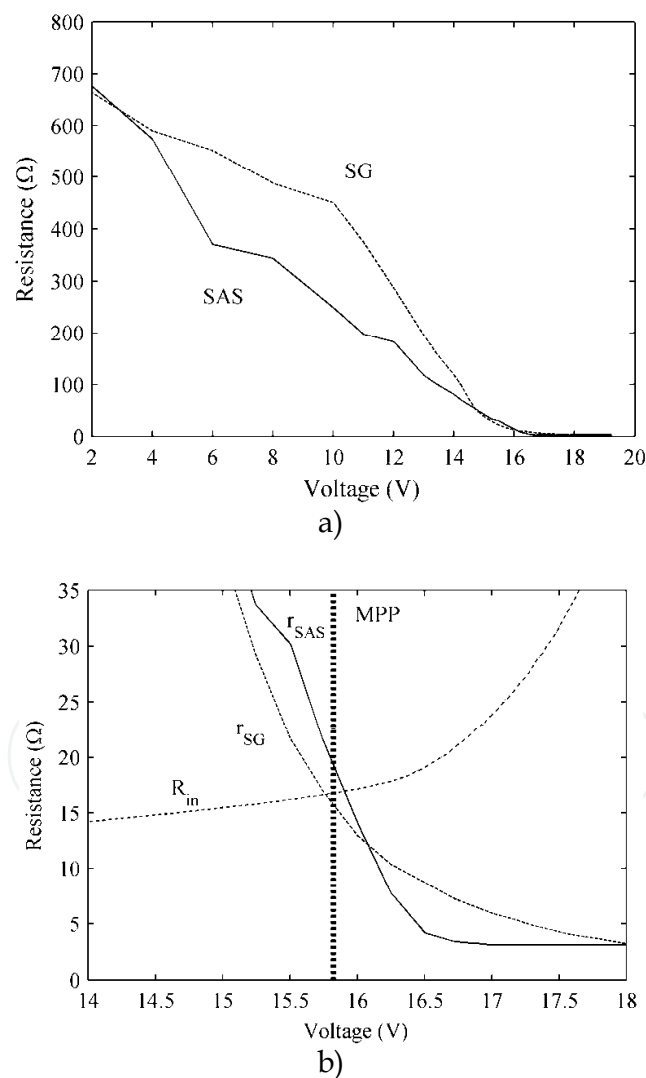 800
700
600
500
400
300
200
100
0
Resistance (Ω)
SG
SAS
2 4 6 8 10 12 14 16 18 20
Voltage (V)
a)
35
30
25
20
15
10
5
0
Resistance (Ω)
r_SAS
MPP
r_SG
R_in
14 14.5 15 15.5 16 16.5 17 17.5 18
Voltage (V)
b)